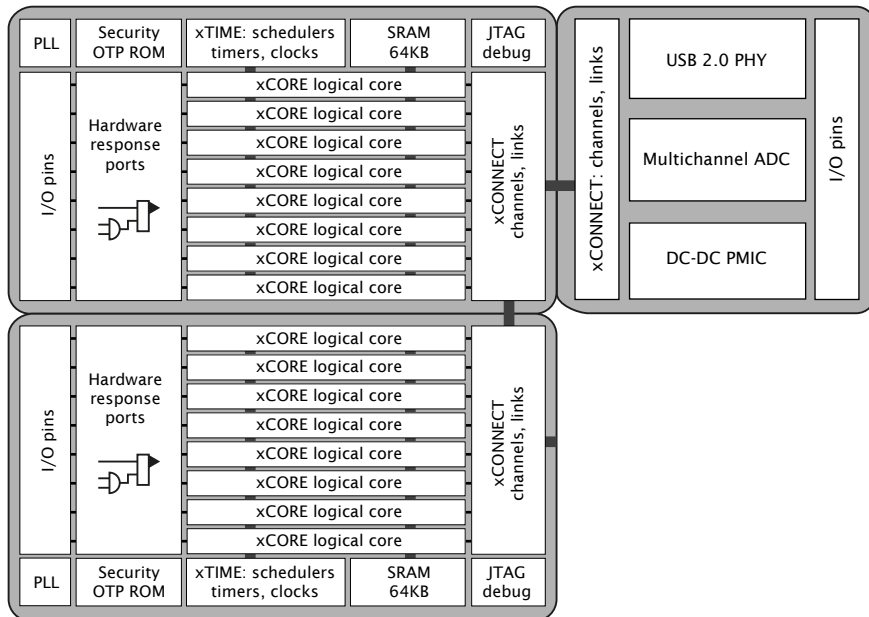 PLL
Security
OTP ROM
xTIME: schedulers
timers, clocks
SRAM
64KB
JTAG
debug
I/O pins
Hardware
response
ports
xCORE logical core
xCORE logical core
xCORE logical core
xCORE logical core
xCORE logical core
xCORE logical core
xCORE logical core
xCORE logical core
xCONNECT
channels, links
xCONNECT: channels, links
USB 2.0 PHY
Multichannel ADC
DC-DC PMIC
I/O pins
I/O pins
Hardware
response
ports
xCORE logical core
xCORE logical core
xCORE logical core
xCORE logical core
xCORE logical core
xCORE logical core
xCORE logical core
xCORE logical core
xCONNECT
channels, links
PLL
Security
OTP ROM
xTIME: schedulers
timers, clocks
SRAM
64KB
JTAG
debug